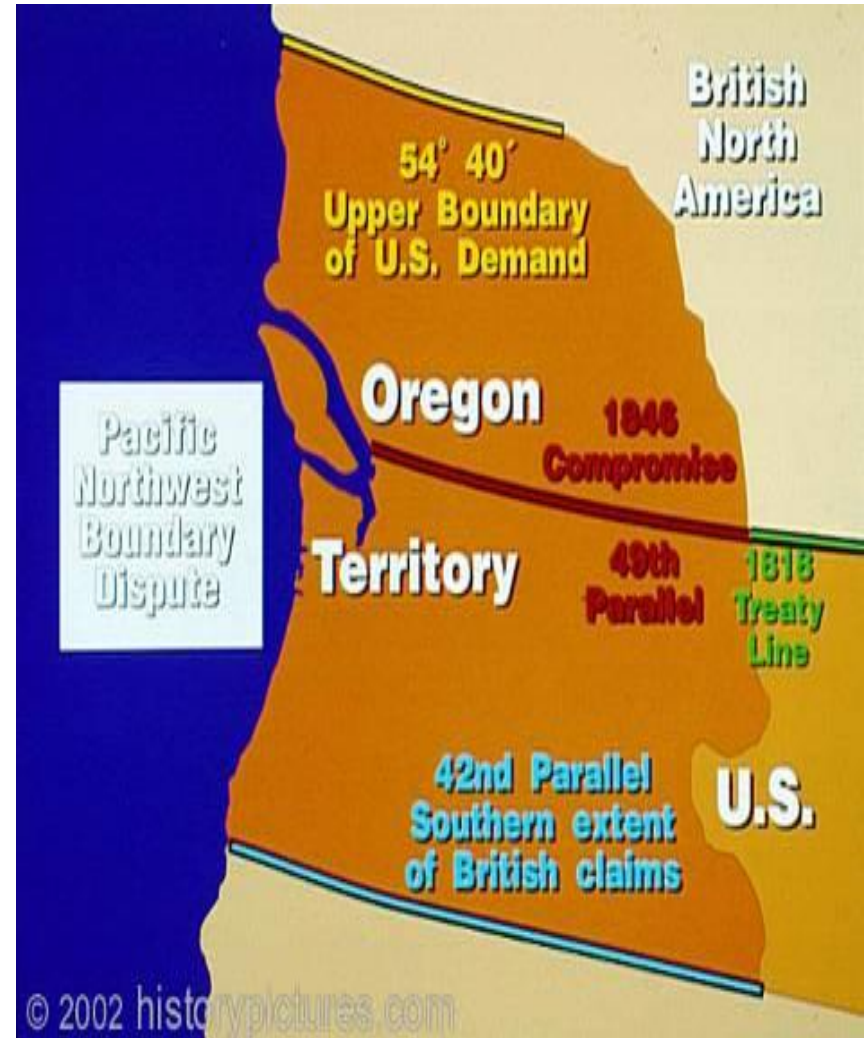 British
North
America
54° 40´
Upper Boundary
of U.S. Demand
Oregon
1846
Compromise
Pacific
Northwest
Boundary
Dispute
Territory
49th
Parallel
1818
Treaty
Line
42nd Parallel
Southern extent
of British claims
U.S.
© 2002 historypictures.com